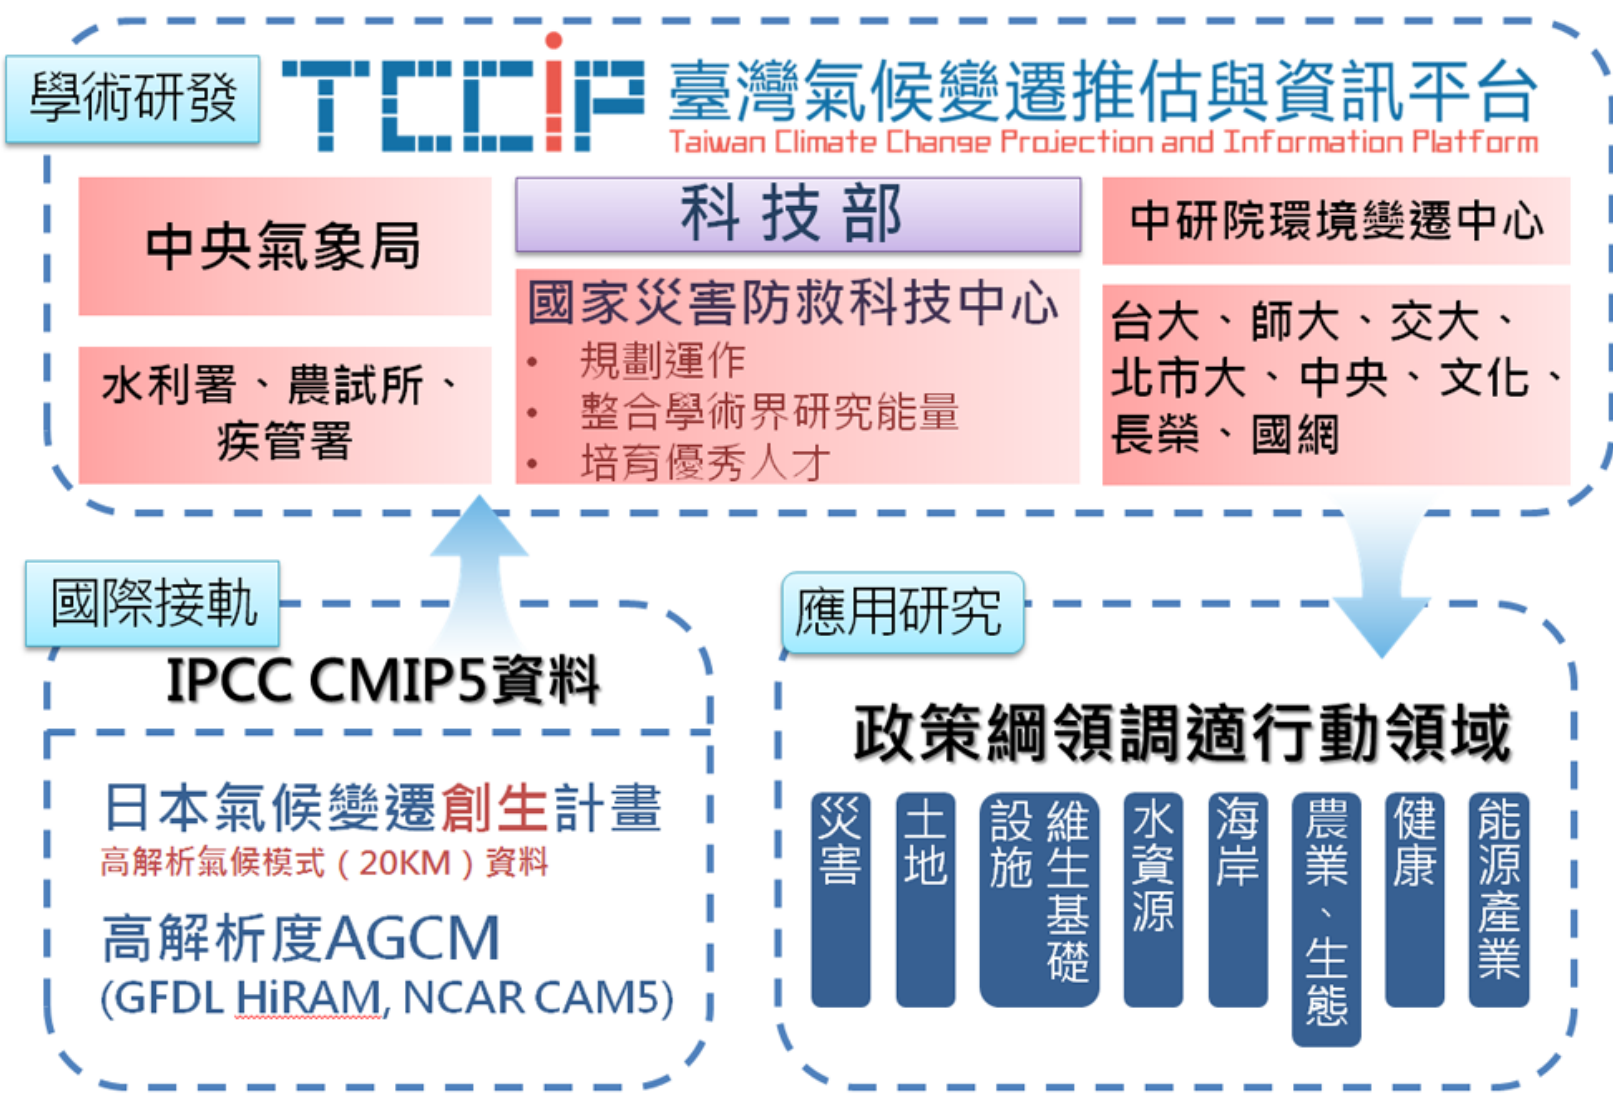 學術研發
TCCiP
臺灣氣候變遷推估與資訊平台
Taiwan Climate Change Projection and Information Platform
中央氣象局
水利署、農試所、
疾管署
科技部
國家災害防救科技中心
• 規劃運作
• 整合學術界研究能量
• 培育優秀人才
中研院環境變遷中心
台大、師大、交大、
北市大、中央、文化、
長榮、國網
國際接軌
IPCC CMIP5資料
日本氣候變遷創生計畫
高解析氣候模式（20KM）資料
高解析度AGCM
(GFDL HiRAM, NCAR CAM5)
應用研究
政策綱領調適行動領域
災害
土地
維生基礎
設施
水資源
海岸
農業、生態
健康
能源產業